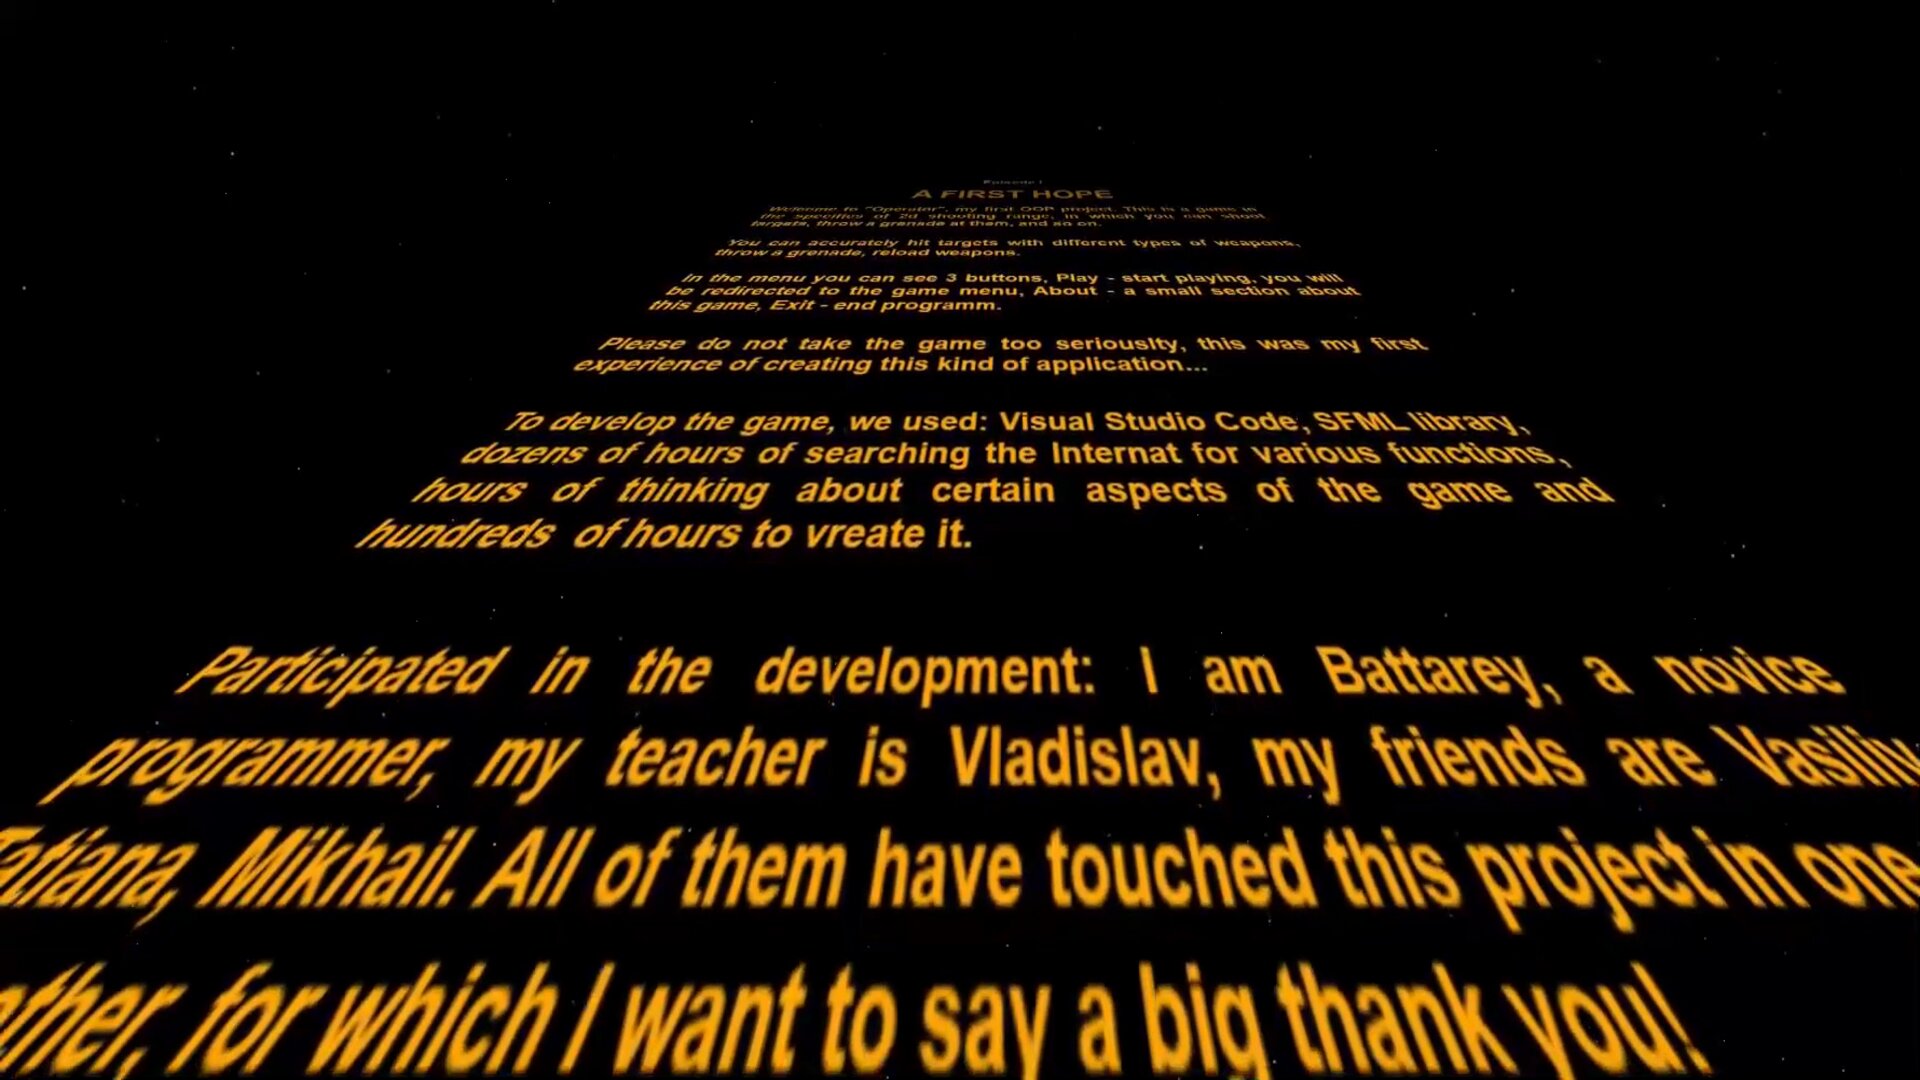 Episode I
A FIRST HOPE
Welcome to "Operator", my first OOP project. This is a game in
the specifics of 2d shooting range, in which you can shoot
targets, throw a grenade at them, and so on.
You can accurately hit targets with different types of weapons,
throw a grenade, reload weapons.
In the menu you can see 3 buttons, Play - start playing, you will
be redirected to the game menu, About - a small section about
this game, Exit - end programm.
Please do not take the game too seriouslty, this was my first
experience of creating this kind of application...
To develop the game, we used: Visual Studio Code, SFML library,
dozens of hours of searching the Internat for various functions,
hours of thinking about certain aspects of the game and
hundreds of hours to vreate it.
Participated in the development: I am Battarey, a novice
programmer, my teacher is Vladislav, my friends are Vasiliy
Tatiana, Mikhail. All of them have touched this project in one
other, for which I want to say a big thank you!